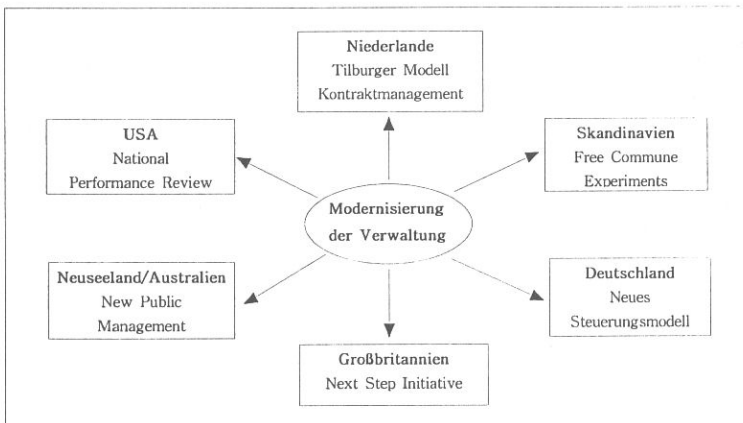 Niederlande
Tilburger Modell
Kontraktmanagement
USA
National
Performance Review
Skandinavien
Free Commune
Experiments
Modernisierung
der Verwaltung
Neuseeland/Australien
New Public
Management
Deutschland
Neues
Steuerungsmodell
Großbritannien
Next Step Initiative